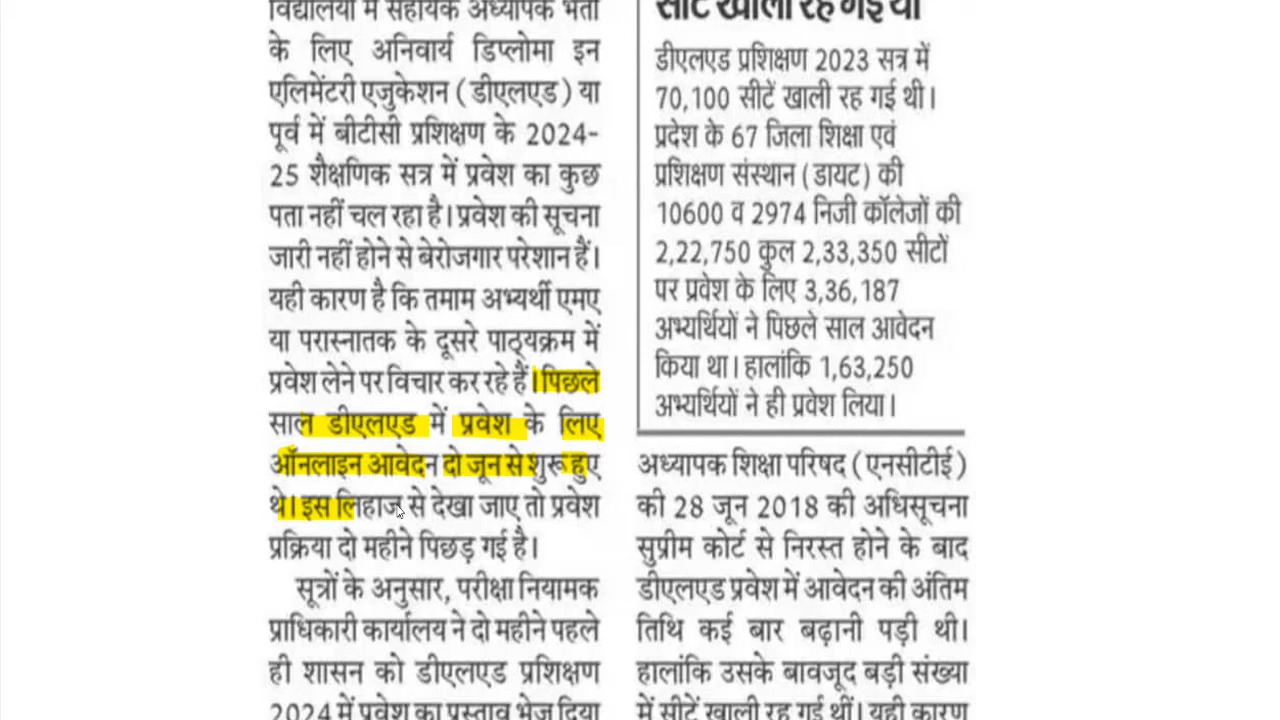 विद्यालयों में सहायक अध्यापक भर्ती
के लिए अनिवार्य डिप्लोमा इन
एलिमेंटरी एजुकेशन (डीएलएड) या
पूर्व में बीटीसी प्रशिक्षण के 2024-
25 शैक्षणिक सत्र में प्रवेश का कुछ
पता नहीं चल रहा है। प्रवेश की सूचना
जारी नहीं होने से बेरोजगार परेशान हैं।
यही कारण है कि तमाम अभ्यर्थी एमए
या परास्नातक के दूसरे पाठ्यक्रम में
प्रवेश लेने पर विचार कर रहे हैं। पिछले
साल डीएलएड में प्रवेश के लिए
ऑनलाइन आवेदन दो जून से शुरू हुए
थे। इस लिहाज से देखा जाए तो प्रवेश
प्रक्रिया दो महीने पिछड़ गई है।
सूत्रों के अनुसार, परीक्षा नियामक
प्राधिकारी कार्यालय ने दो महीने पहले
ही शासन को डीएलएड प्रशिक्षण
2024 में प्रवेश का प्रस्ताव भेज दिया
सीटें खाली रह गई थीं
डीएलएड प्रशिक्षण 2023 सत्र में
70,100 सीटें खाली रह गई थी।
प्रदेश के 67 जिला शिक्षा एवं
प्रशिक्षण संस्थान (डायट) की
10600 व 2974 निजी कॉलेजों की
2,22,750 कुल 2,33,350 सीटों
पर प्रवेश के लिए 3,36,187
अभ्यर्थियों ने पिछले साल आवेदन
किया था। हालांकि 1,63,250
अभ्यर्थियों ने ही प्रवेश लिया।
अध्यापक शिक्षा परिषद (एनसीटीई)
की 28 जून 2018 की अधिसूचना
सुप्रीम कोर्ट से निरस्त होने के बाद
डीएलएड प्रवेश में आवेदन की अंतिम
तिथि कई बार बढ़ानी पड़ी थी।
हालांकि उसके बावजूद बड़ी संख्या
में सीटें खाली रह गई थीं। यही कारण